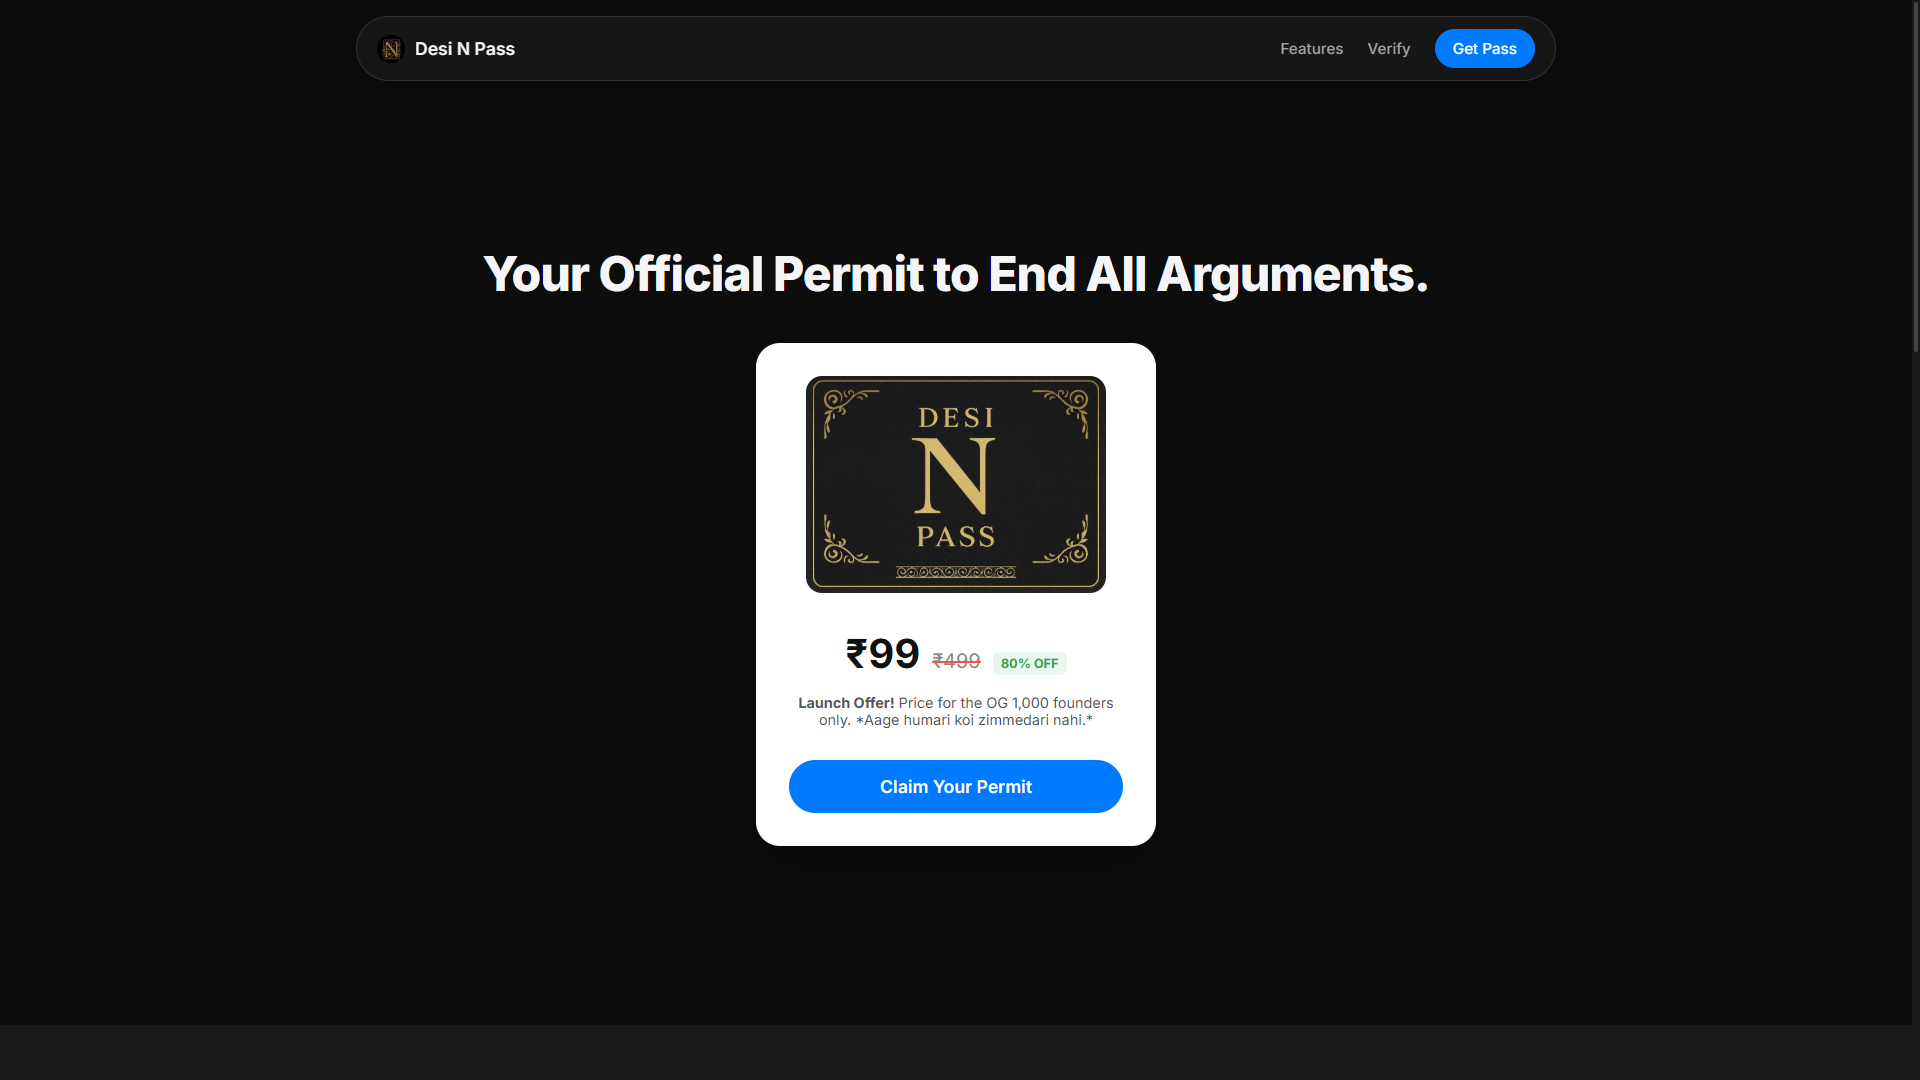 N
Desi N Pass
Features
Verify
Get Pass
Your Official Permit to End All Arguments.
DESI
N
PASS
₹99 ₹499 80% OFF
Launch Offer! Price for the OG 1,000 founders
only. *Aage humari koi zimmedari nahi.*
Claim Your Permit